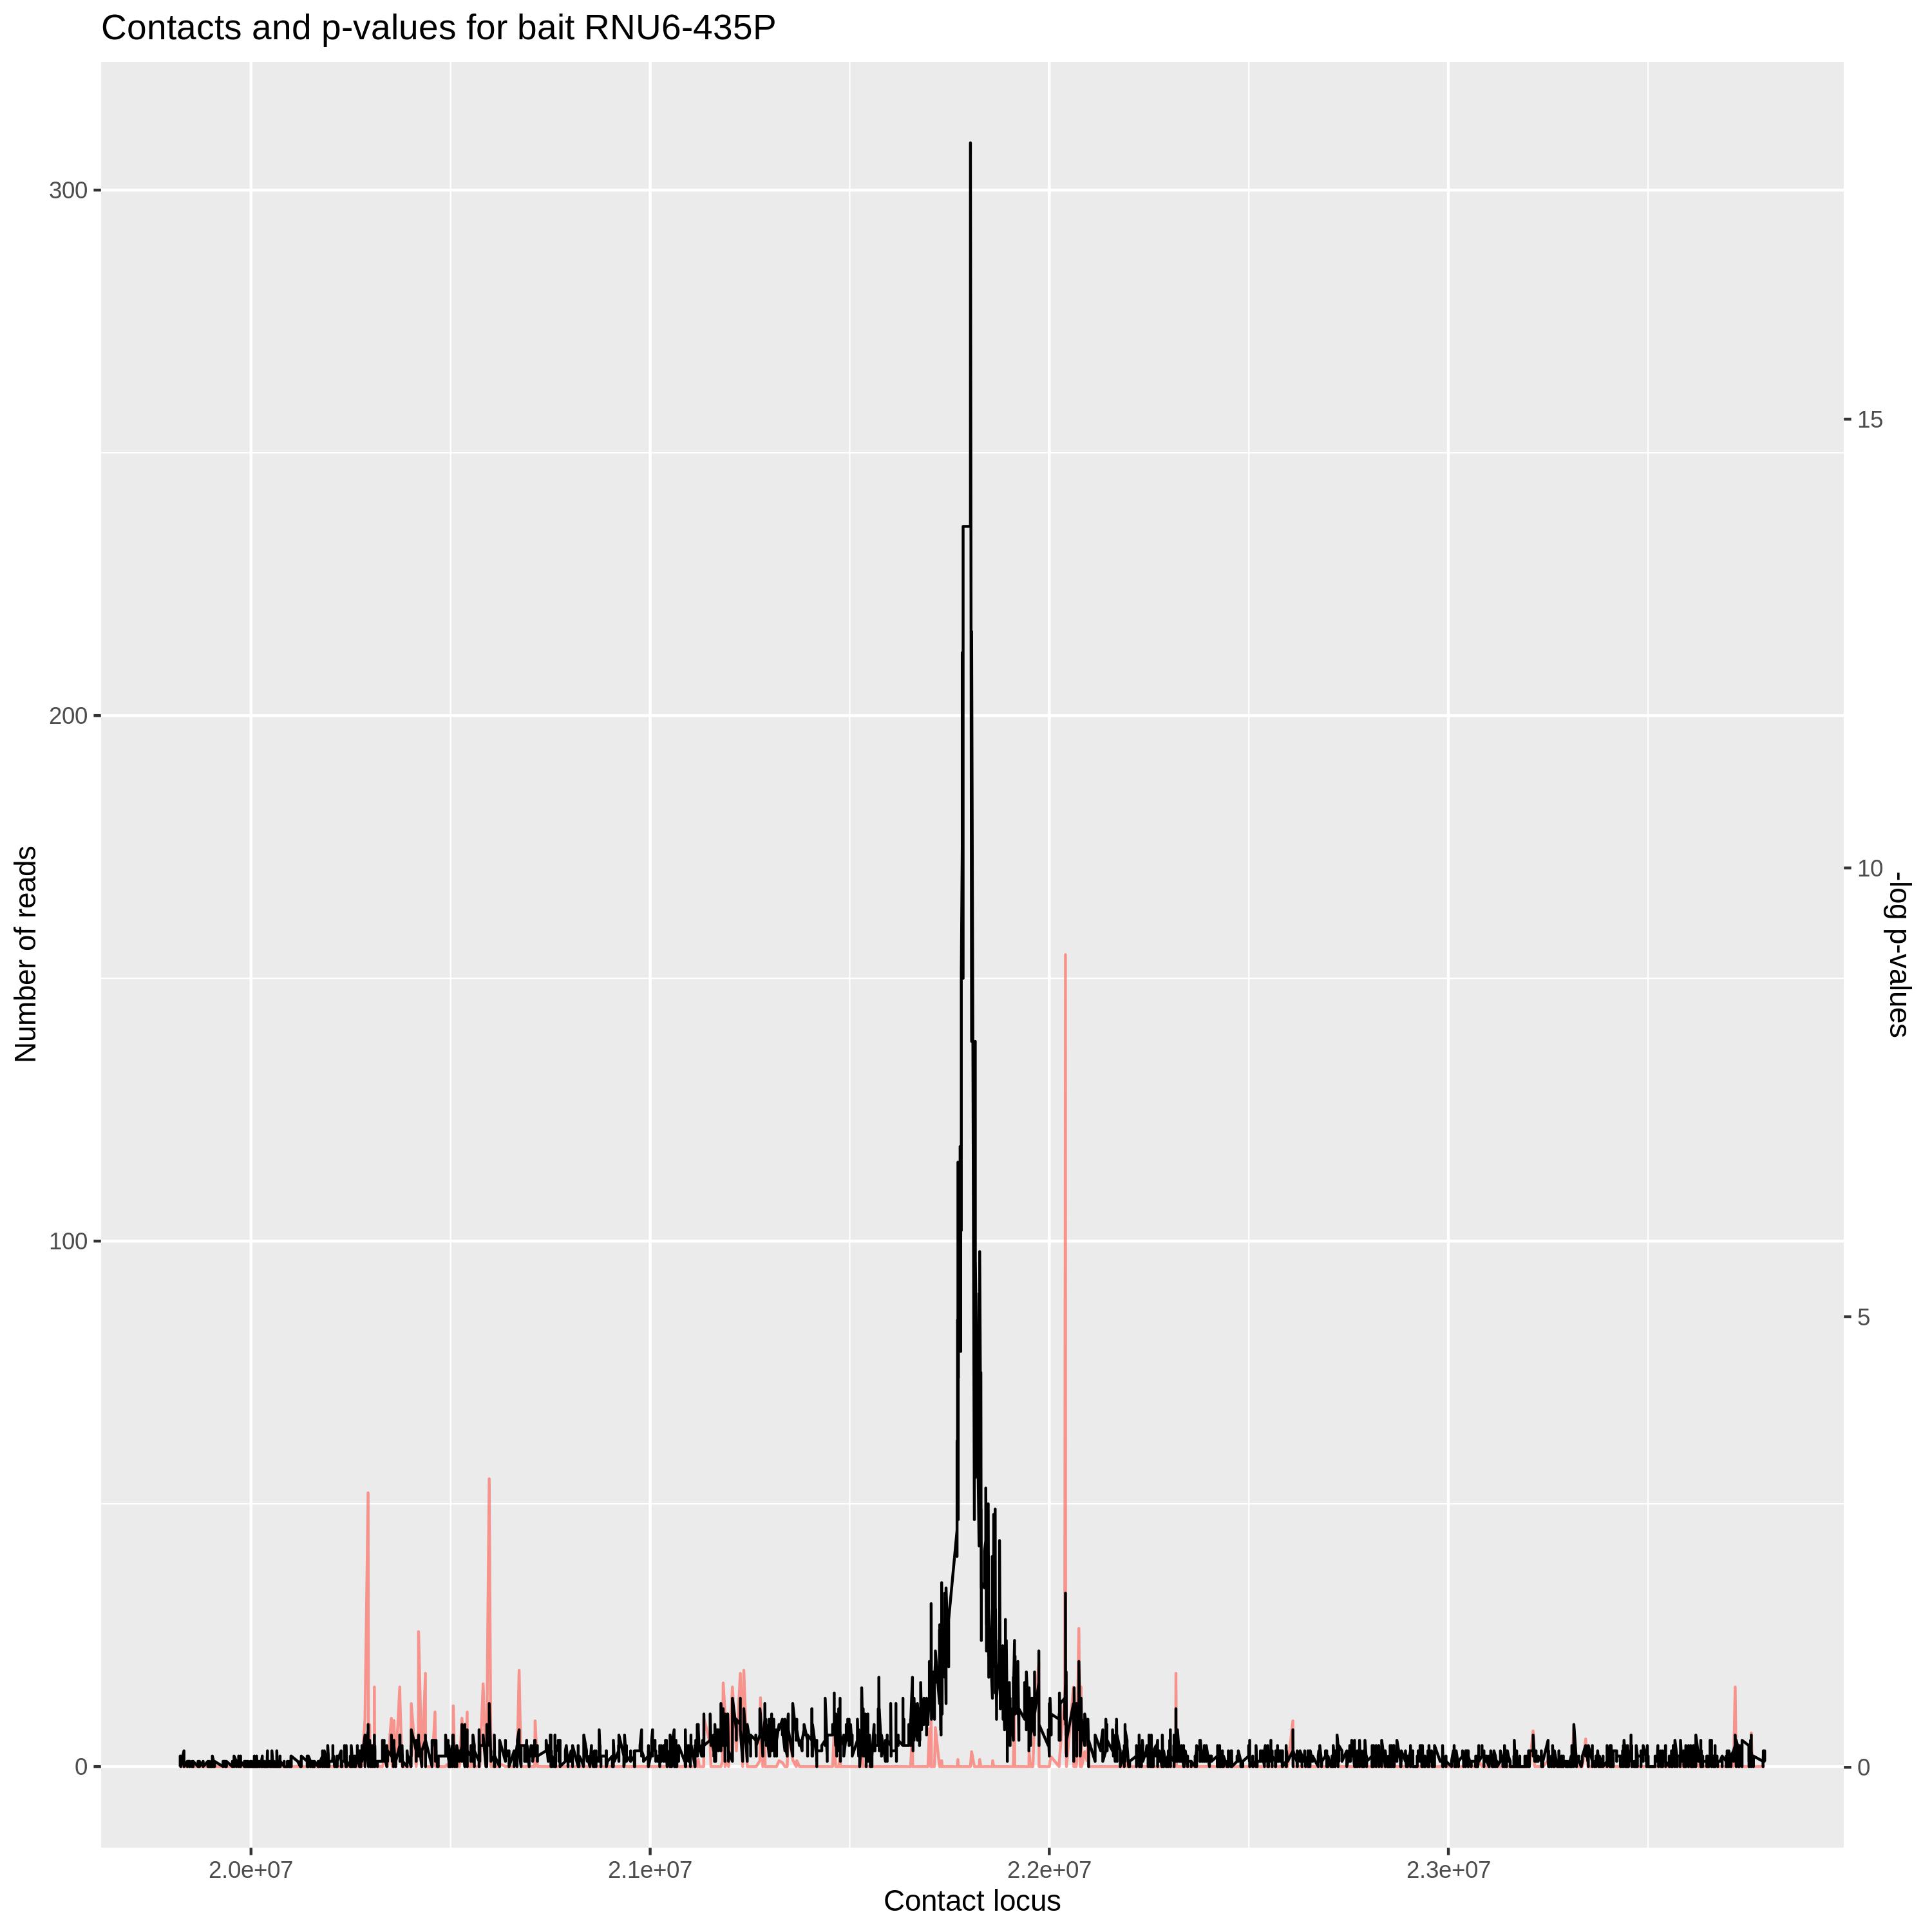 Contacts and p-values for bait RNU6-435P
300
200
100
0
Number of reads
15
10
5
0
-log p-values
2.0e+07
2.1e+07
2.2e+07
2.3e+07
Contact locus